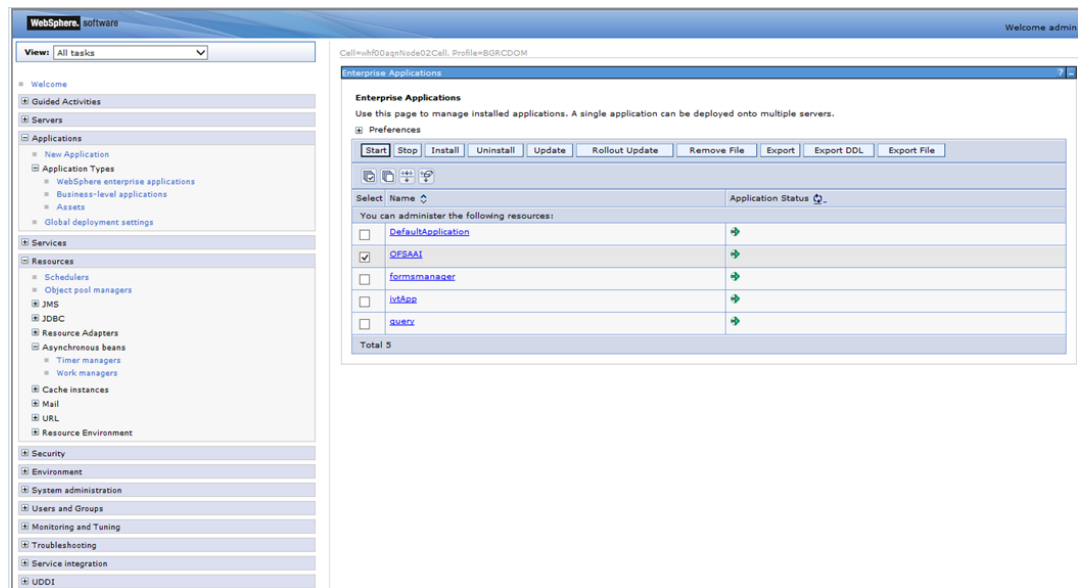 WebSphere. software
Welcome admin
View: All tasks
Cell=whf00aqnNode02Cell, Profile=BGRCDOM
Welcome
Guided Activities
Servers
Applications
New Application
Application Types
WebSphere enterprise applications
Business-level applications
Assets
Global deployment settings
Services
Resources
Schedulers
Object pool managers
JMS
JDBC
Resource Adapters
Asynchronous beans
Timer managers
Work managers
Cache instances
Mail
URL
Resource Environment
Security
Environment
System administration
Users and Groups
Monitoring and Tuning
Troubleshooting
Service integration
UDDI
Enterprise Applications ? -
Enterprise Applications
Use this page to manage installed applications. A single application can be deployed onto multiple servers.
Preferences
Start Stop Install Uninstall Update Rollout Update Remove File Export Export DDL Export File
Select Name Application Status
You can administer the following resources:
DefaultApplication
OFSAAI
formsmanager
ivtApp
query
Total 5